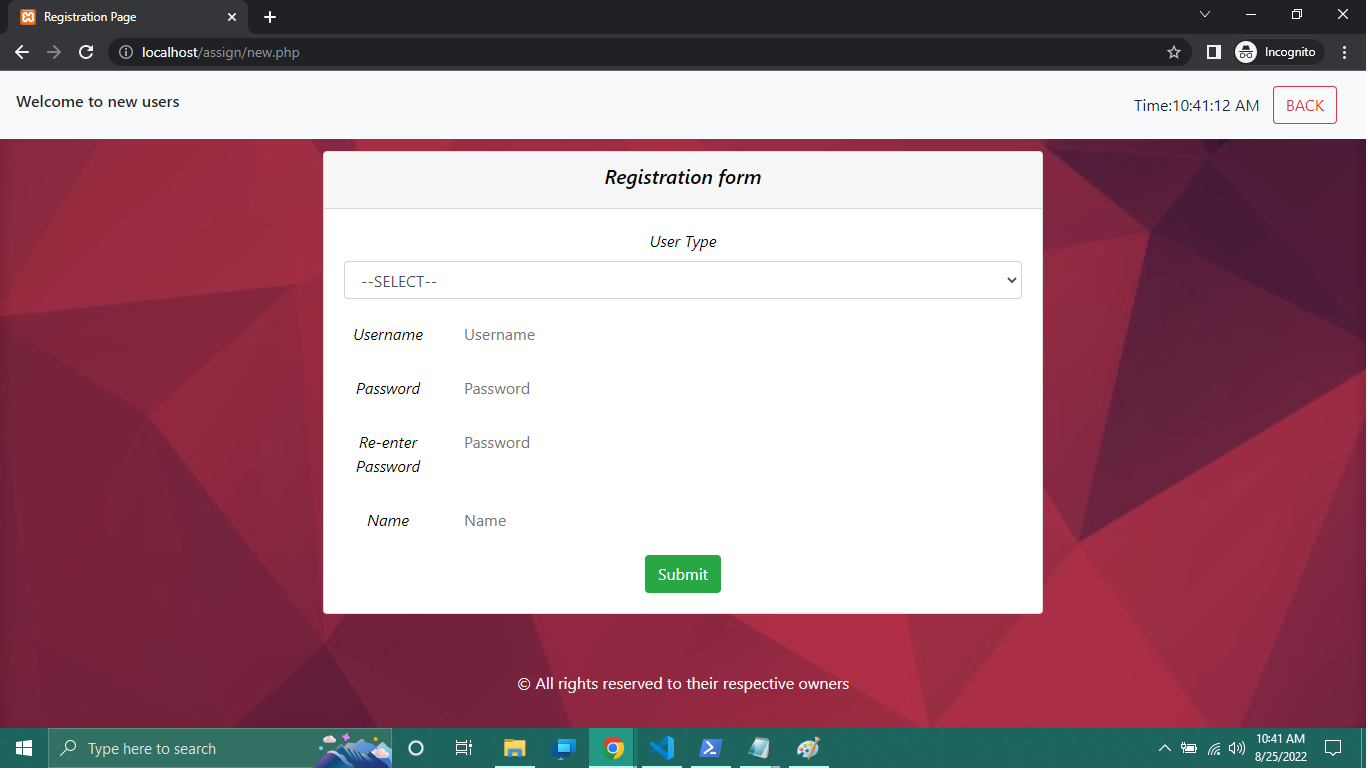 Registration Page
localhost/assign/new.php
Incognito
Welcome to new users
Time:10:41:12 AM
BACK
Registration form
User Type
--SELECT--
Username
Username
Password
Password
Re-enter
Password
Password
Name
Name
Submit
© All rights reserved to their respective owners
Type here to search
10:41 AM
8/25/2022